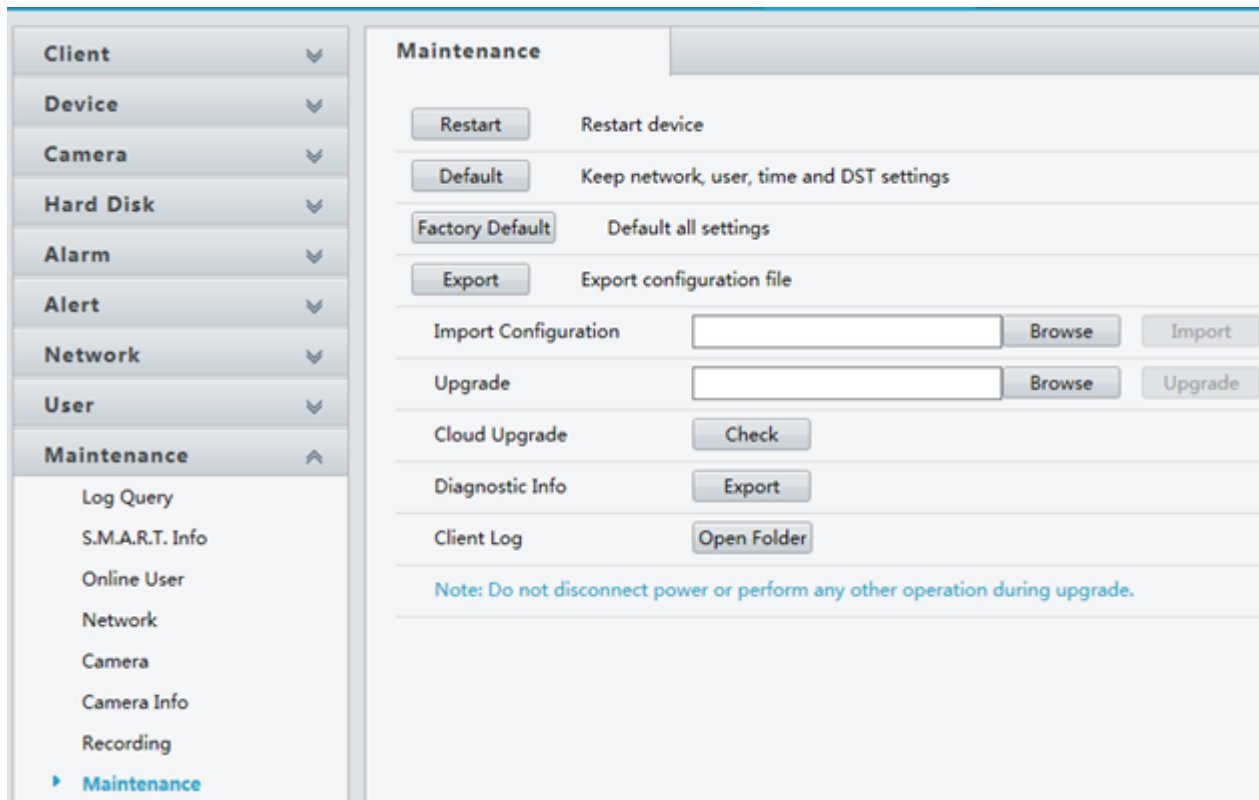 Client
Device
Camera
Hard Disk
Alarm
Alert
Network
User
Maintenance
Log Query
S.M.A.R.T. Info
Online User
Network
Camera
Camera Info
Recording
Maintenance
Maintenance
Restart Restart device
Default Keep network, user, time and DST settings
Factory Default Default all settings
Export Export configuration file
Import Configuration Browse Import
Upgrade Browse Upgrade
Cloud Upgrade Check
Diagnostic Info Export
Client Log Open Folder
Note: Do not disconnect power or perform any other operation during upgrade.